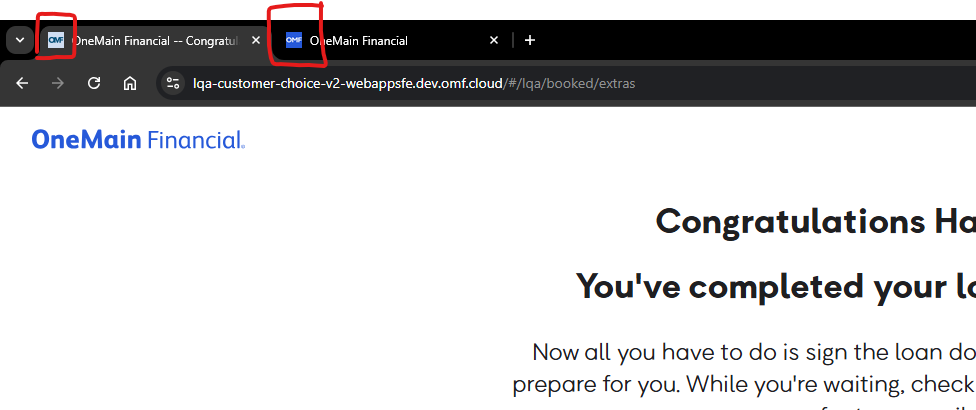 OMF OneMain Financial -- Congratul
OMF OneMain Financial
lqa-customer-choice-v2-webappsfe.dev.omf.cloud/#/lqa/booked/extras
OneMain Financial
Congratulations Ha
You've completed your lo
Now all you have to do is sign the loan do
prepare for you. While you're waiting, check